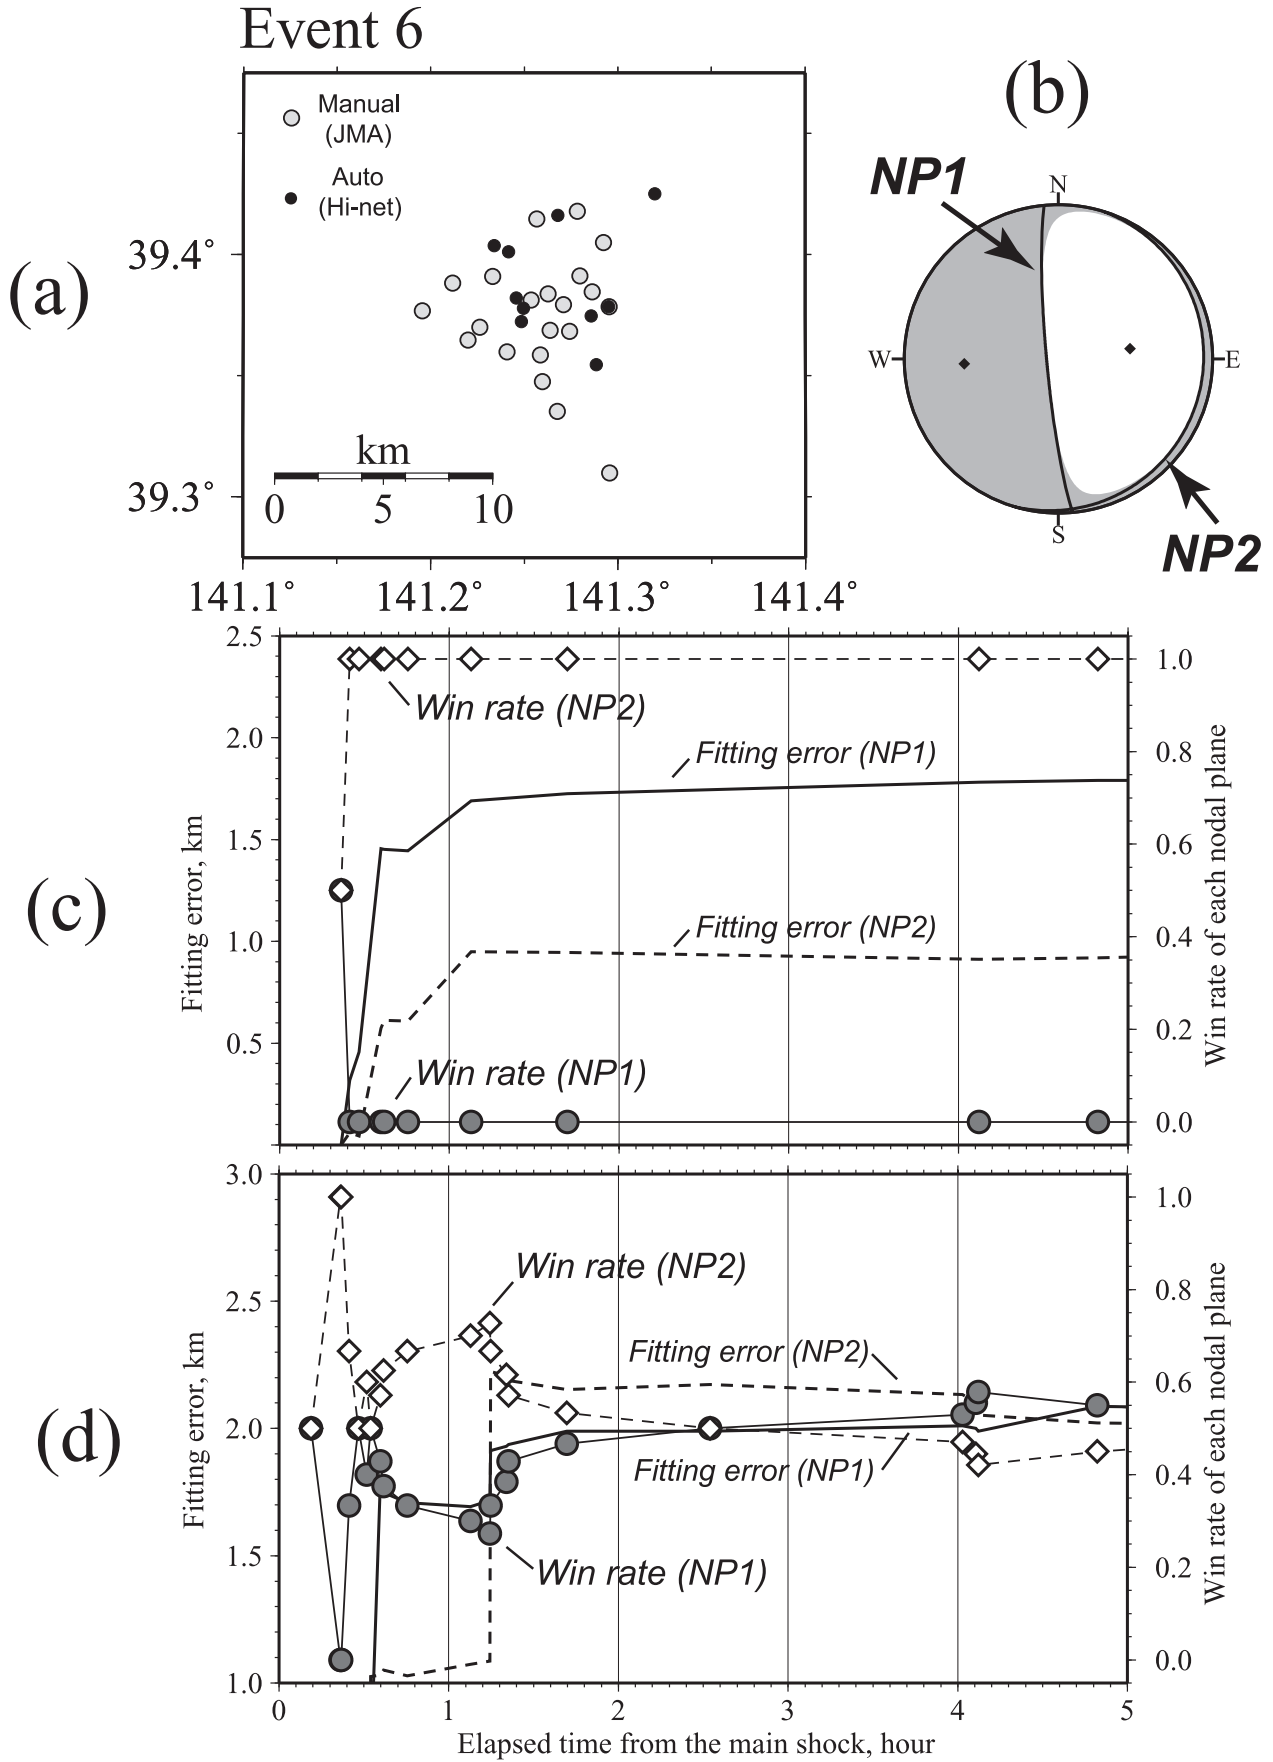 Event 6
(a)
Manual
(JMA)
Auto
(Hi-net)
39.4°
39.3°
km
0 5 10
141.1° 141.2° 141.3° 141.4°
(b)
NP1
N
W
E
S
NP2
(c)
2.5
2.0
1.5
1.0
0.5
Fitting error, km
Win rate (NP2)
Fitting error (NP1)
Fitting error (NP2)
Win rate (NP1)
1.0
0.8
0.6
0.4
0.2
0.0
Win rate of each nodal plane
(d)
3.0
2.5
2.0
1.5
1.0
Fitting error, km
Win rate (NP2)
Fitting error (NP2)
Fitting error (NP1)
Win rate (NP1)
1.0
0.8
0.6
0.4
0.2
0.0
Win rate of each nodal plane
0 1 2 3 4 5
Elapsed time from the main shock, hour